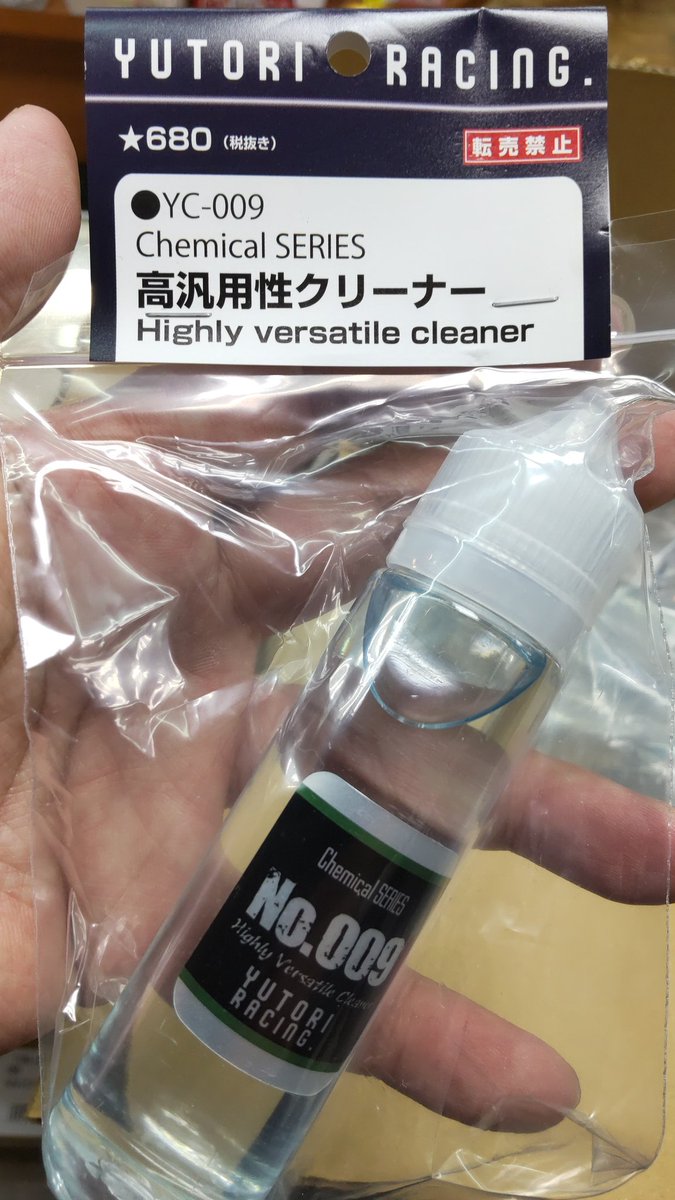 YUTORI RACING.
★680 (税抜き)
転売禁止
●YC-009
Chemical SERIES
高汎用性クリーナー
Highly versatile cleaner
Chemical SERIES
No.009
Highly Versatile Cleaner
YUTORI
RACING.